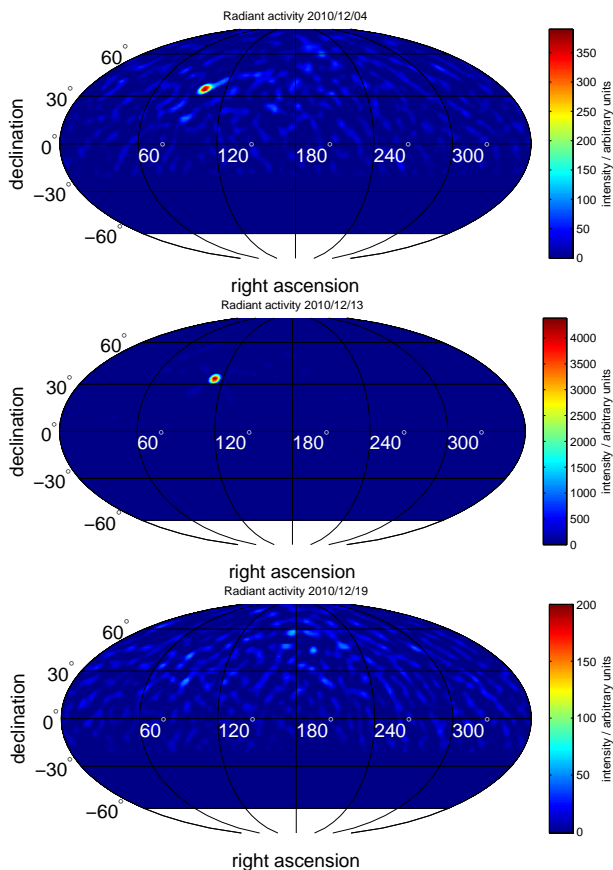 Radiant activity 2010/12/04
declination
60°
30°
0°
−30°
−60°
60° 120° 180° 240° 300°
right ascension
350
300
250
200
150
100
50
0
intensity / arbitrary units
Radiant activity 2010/12/13
declination
60°
30°
0°
−30°
−60°
60° 120° 180° 240° 300°
right ascension
4000
3500
3000
2500
2000
1500
1000
500
0
intensity / arbitrary units
Radiant activity 2010/12/19
declination
60°
30°
0°
−30°
−60°
60° 120° 180° 240° 300°
right ascension
200
150
100
50
0
intensity / arbitrary units